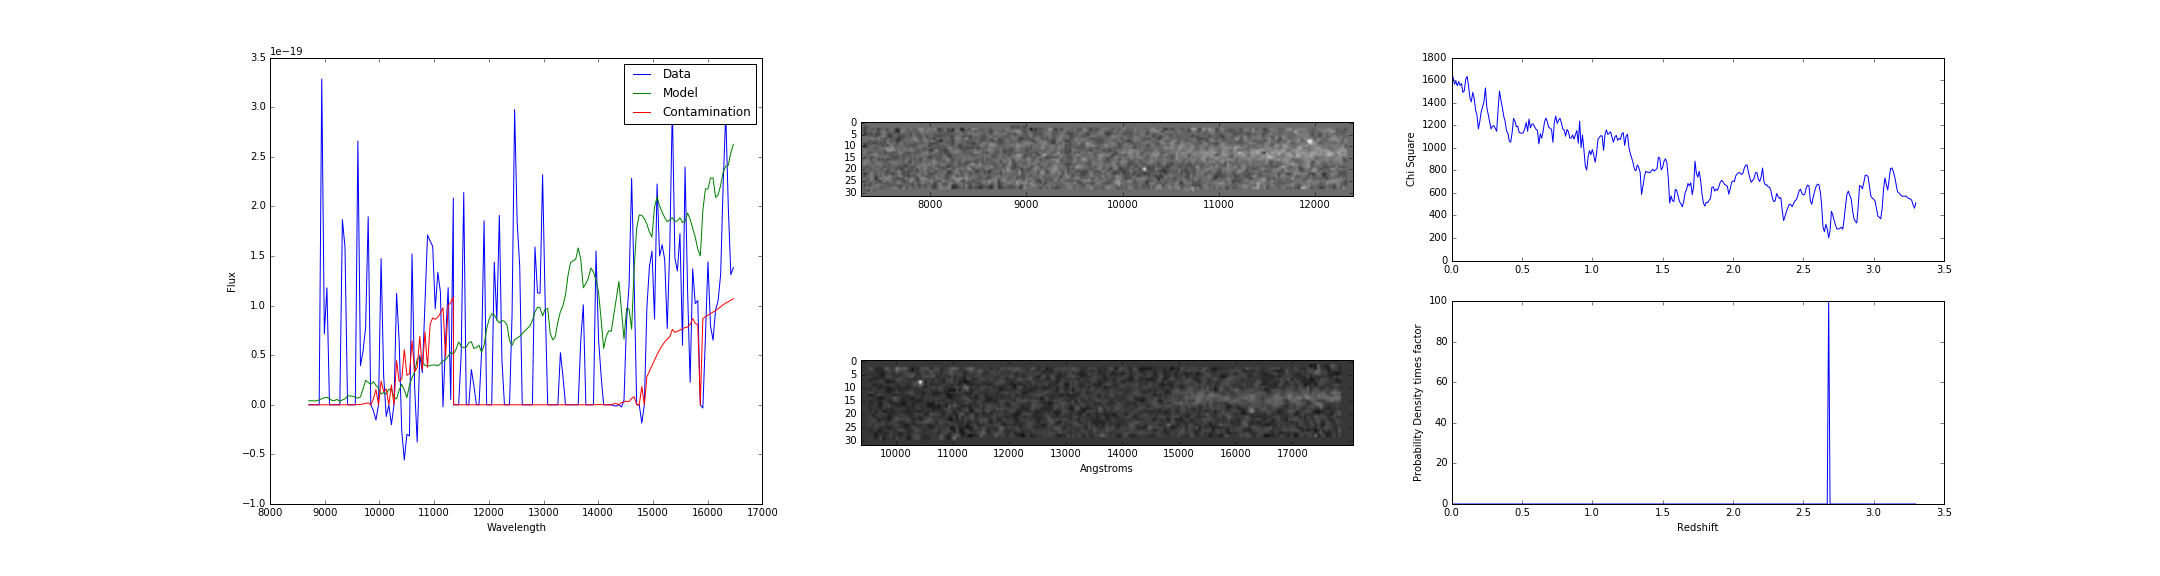 1e−19
3.5
3.0
2.5
2.0
1.5
1.0
0.5
0.0
−0.5
−1.0
Flux
8000 9000 10000 11000 12000 13000 14000 15000 16000 17000
Wavelength
Data
Model
Contamination
0
5
10
15
20
25
30
8000 9000 10000 11000 12000
0
5
10
15
20
25
30
10000 11000 12000 13000 14000 15000 16000 17000
Angstroms
1800
1600
1400
1200
1000
800
600
400
200
0
Chi Square
0.0 0.5 1.0 1.5 2.0 2.5 3.0 3.5
100
80
60
40
20
0
Probability Density times factor
0.0 0.5 1.0 1.5 2.0 2.5 3.0 3.5
Redshift